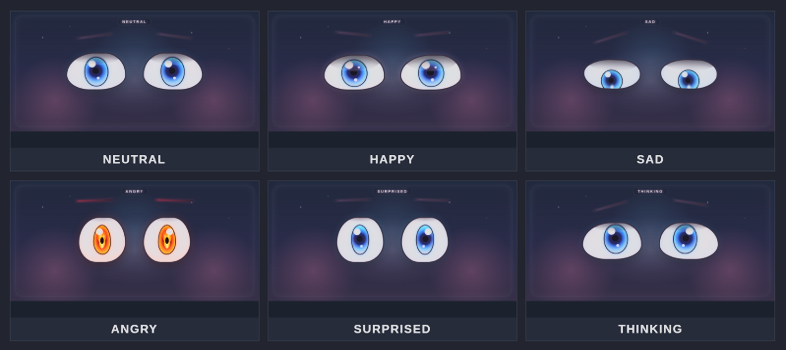 NEUTRAL
HAPPY
SAD
NEUTRAL
HAPPY
SAD
ANGRY
SURPRISED
THINKING
ANGRY
SURPRISED
THINKING